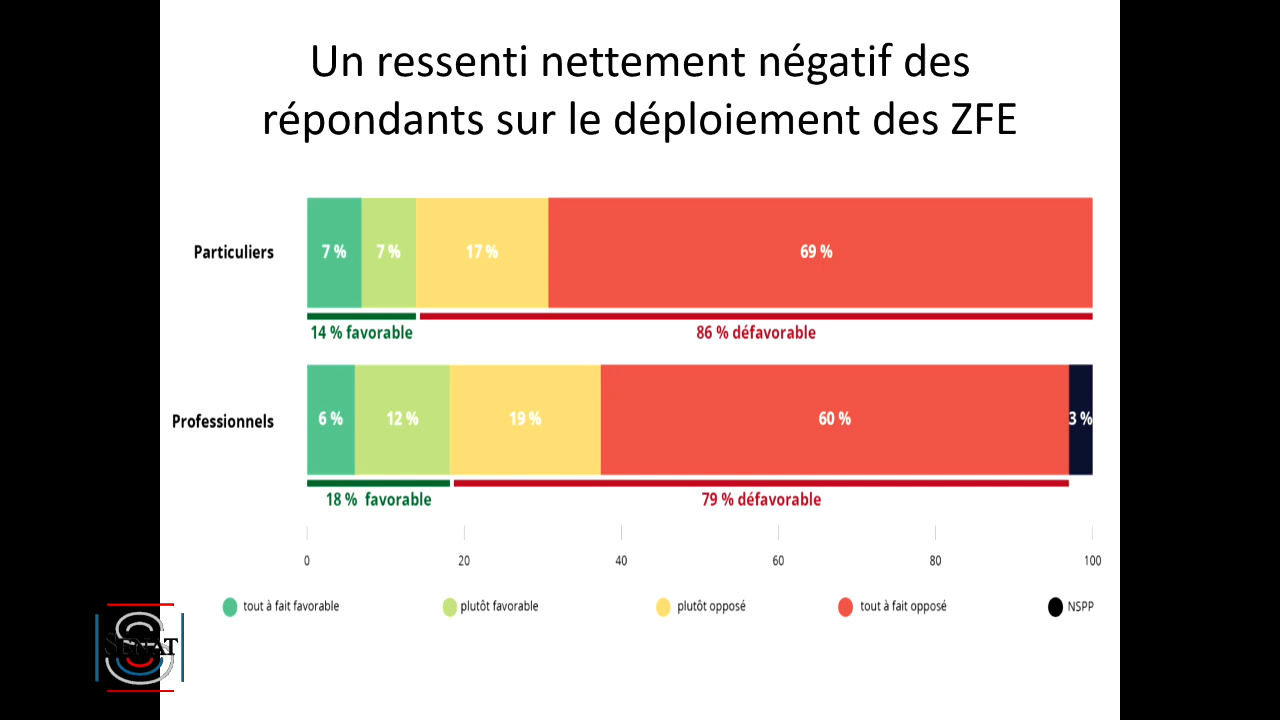 Un ressenti nettement négatif des
répondants sur le déploiement des ZFE
Particuliers
7 %
7 %
17 %
69 %
14 % favorable
86 % défavorable
Professionnels
6 %
12 %
19 %
60 %
3 %
18 % favorable
79 % défavorable
0
20
40
60
80
100
tout à fait favorable
plutôt favorable
plutôt opposé
tout à fait opposé
NSPP
SENAT